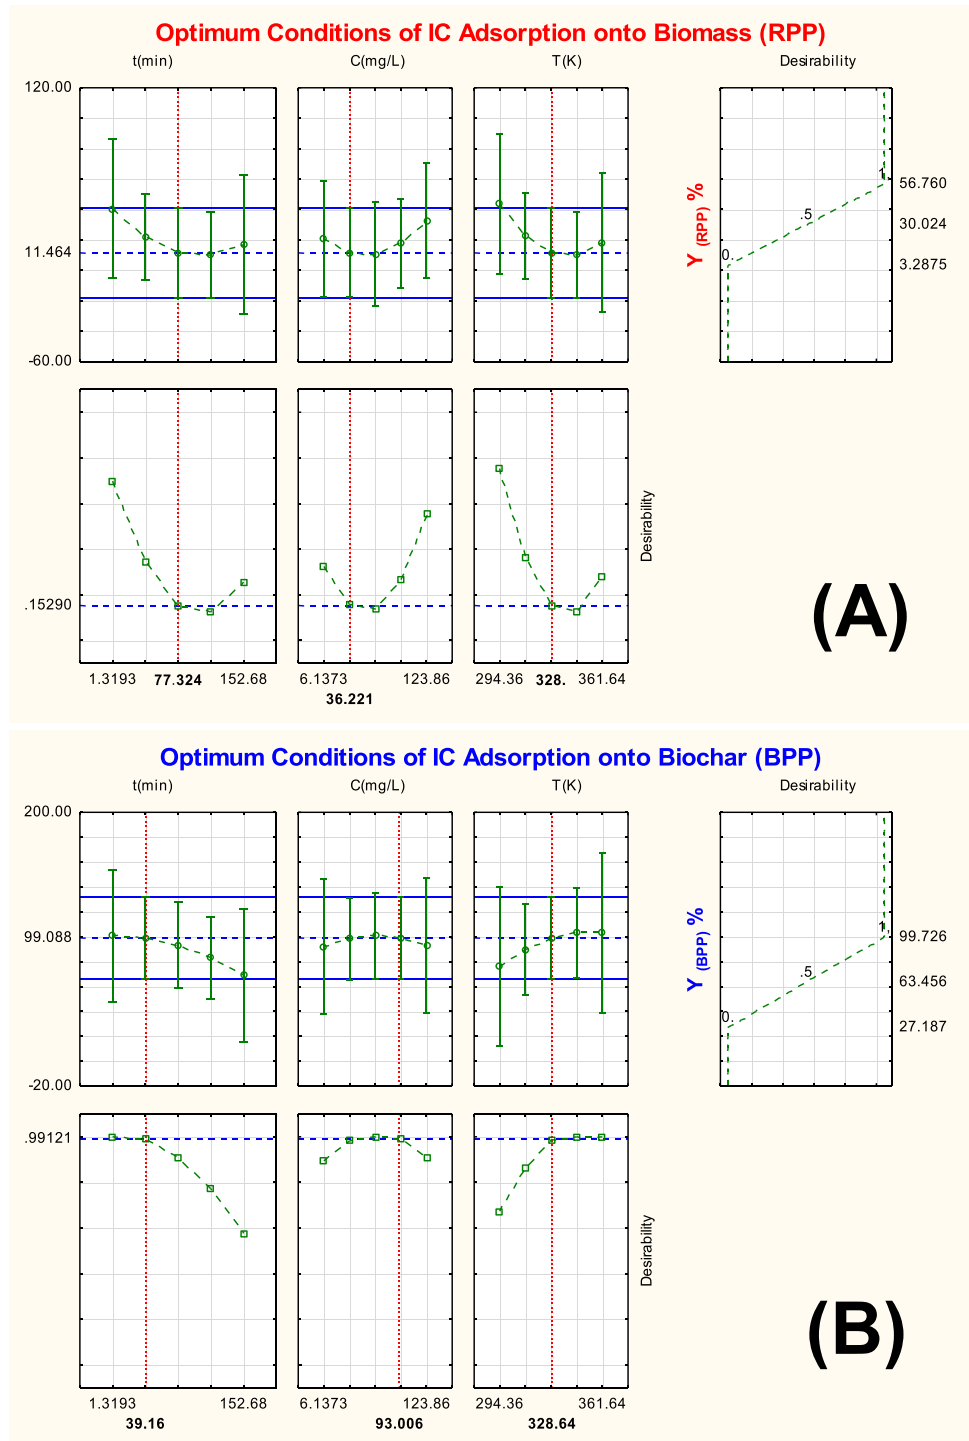 Optimum Conditions of IC Adsorption onto Biomass (RPP)
t(min) C(mg/L) T(K) Desirability
120.00
11.464
-60.00
1.
.5
0.
Y (RPP) %
56.760
30.024
3.2875
.15290
Desirability
1.3193 77.324 152.68 6.1373 123.86 294.36 328. 361.64
36.221
(A)
Optimum Conditions of IC Adsorption onto Biochar (BPP)
t(min) C(mg/L) T(K) Desirability
200.00
99.088
-20.00
1.
.5
0.
Y (BPP) %
99.726
63.456
27.187
.99121
Desirability
1.3193 152.68 6.1373 123.86 294.36 361.64
39.16 93.006 328.64
(B)